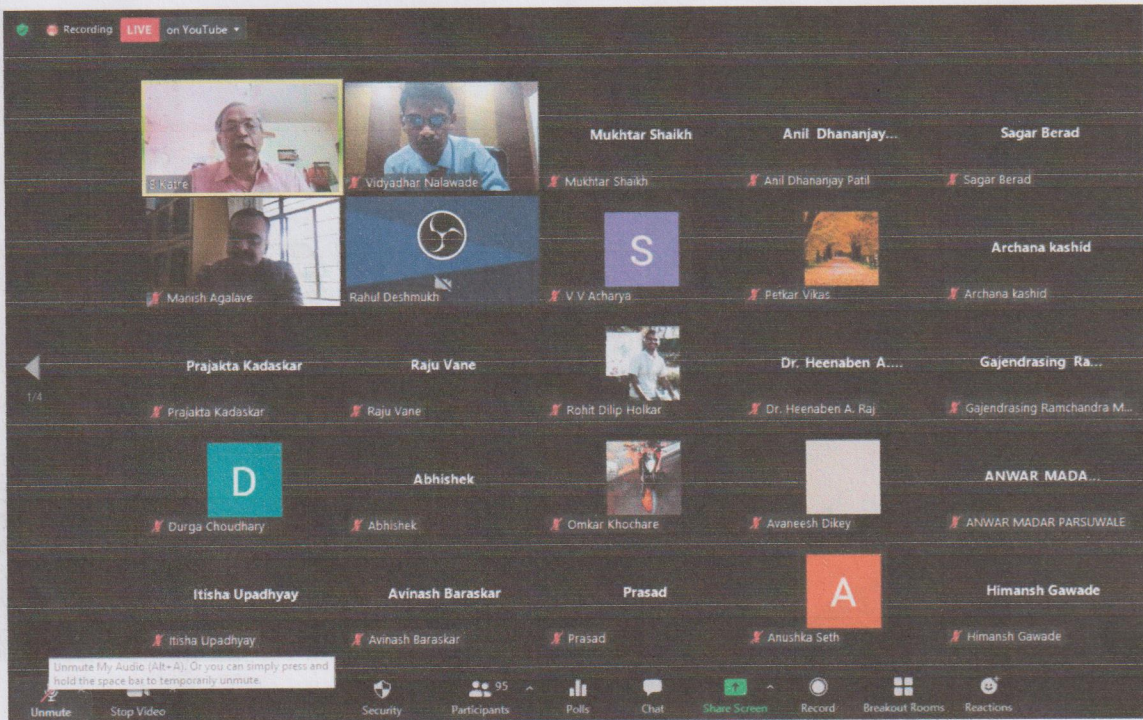 Recording LIVE on YouTube
Mukhtar Shaikh Anil Dhananjay... Sagar Berad
B Katre Vidyadhar Nalawade Mukhtar Shaikh Anil Dhananjay Patil Sagar Berad
S Archana kashid
Manish Agalave Rahul Deshmukh V V Acharya Petkar Vikas Archana kashid
Prajakta Kadaskar Raju Vane Dr. Heenaben A.... Gajendrasing Ra...
1/4
Prajakta Kadaskar Raju Vane Rohit Dilip Holkar Dr. Heenaben A. Raj Gajendrasing Ramchandra M...
D Abhishek ANWAR MADA...
Durga Choudhary Abhishek Omkar Khochare Avaneesh Dikey ANWAR MADAR PARSUWALE
Itisha Upadhyay Avinash Baraskar Prasad A Himansh Gawade
Itisha Upadhyay Avinash Baraskar Prasad Anushka Seth Himansh Gawade
Unmute My Audio (Alt+A). Or you can simply press and
hold the space bar to temporarily unmute.
95
Unmute Stop Video Security Participants Polls Chat Share Screen Record Breakout Rooms Reactions